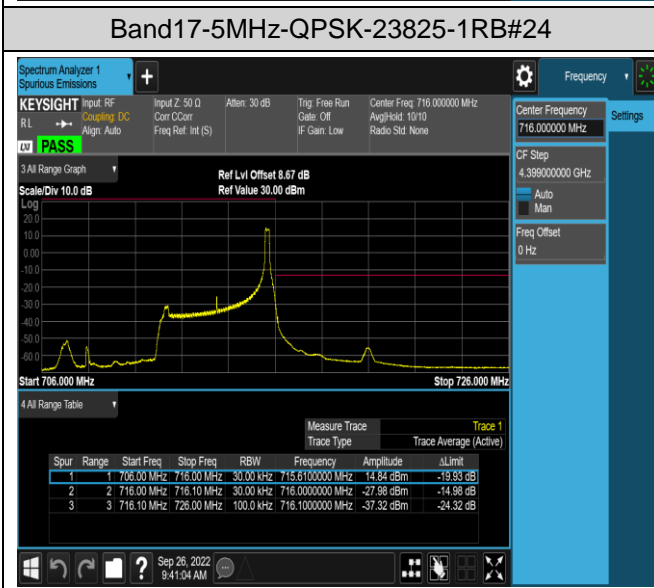 Band17-5MHz-QPSK-23825-1RB#24
Spectrum Analyzer 1
Spurious Emissions
Frequency
KEYSIGHT Input: RF Input Z: 50 Ω Atten: 30 dB Trig: Free Run Center Freq: 716.000000 MHz
RL Coupling: DC Corr CCorr Gate: Off Avg|Hold: 10/10
Align: Auto Freq Ref: Int (S) IF Gain: Low Radio Std: None
LXI PASS
Center Frequency
716.000000 MHz
Settings
CF Step
4.399000000 GHz
Auto
Man
Freq Offset
0 Hz
3 All Range Graph
Ref Lvl Offset 8.67 dB
Scale/Div 10.0 dB Ref Value 30.00 dBm
Log
20.0
10.0
0.00
-10.0
-20.0
-30.0
-40.0
-50.0
-60.0
Start 706.000 MHz Stop 726.000 MHz
4 All Range Table
Measure Trace Trace 1
Trace Type Trace Average (Active)
Spur Range Start Freq Stop Freq RBW Frequency Amplitude ΔLimit
1 1 706.00 MHz 716.00 MHz 30.00 kHz 715.6100000 MHz 14.84 dBm -19.93 dB
2 2 716.00 MHz 716.10 MHz 30.00 kHz 716.0000000 MHz -27.98 dBm -14.98 dB
3 3 716.10 MHz 726.00 MHz 100.0 kHz 716.1000000 MHz -37.32 dBm -24.32 dB
Sep 26, 2022
9:41:04 AM